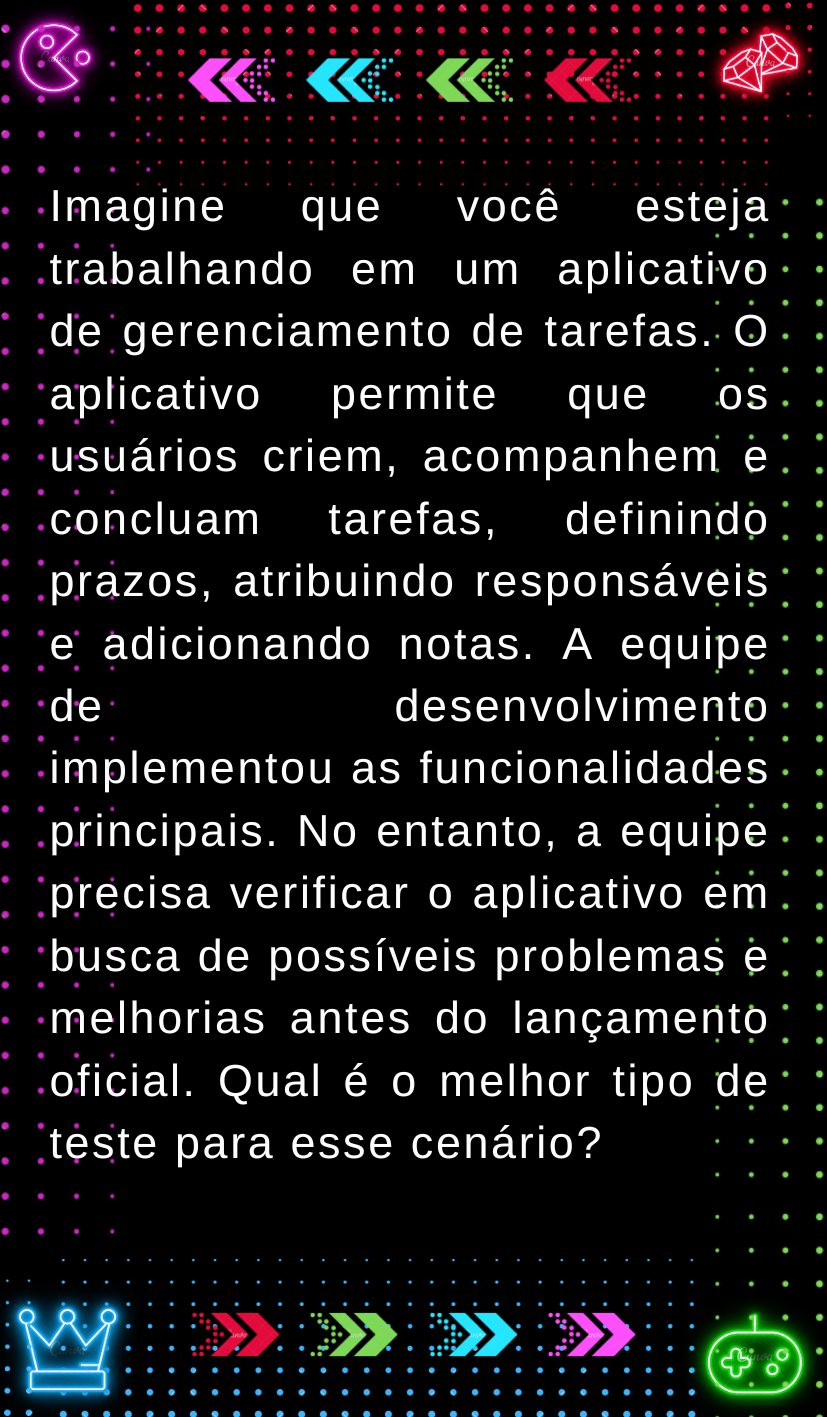 Imagine que você esteja
trabalhando em um aplicativo
de gerenciamento de tarefas. O
aplicativo permite que os
usuários criem, acompanhem e
concluam tarefas, definindo
prazos, atribuindo responsáveis
e adicionando notas. A equipe
de desenvolvimento
implementou as funcionalidades
principais. No entanto, a equipe
precisa verificar o aplicativo em
busca de possíveis problemas e
melhorias antes do lançamento
oficial. Qual é o melhor tipo de
teste para esse cenário?